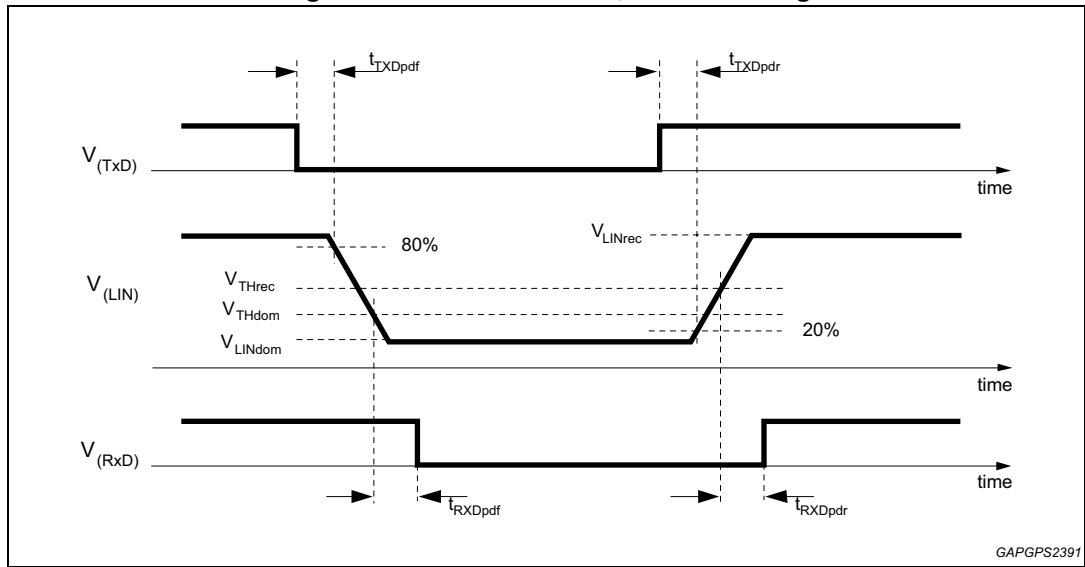 t_TXDpdf
t_TXDpdr
V_(TxD)
time
V_LINrec
80%
V_(LIN)
V_THrec
V_THdom
20%
V_LINdom
time
V_(RxD)
time
t_RXDpdf
t_RXDpdr
GAPGPS2391